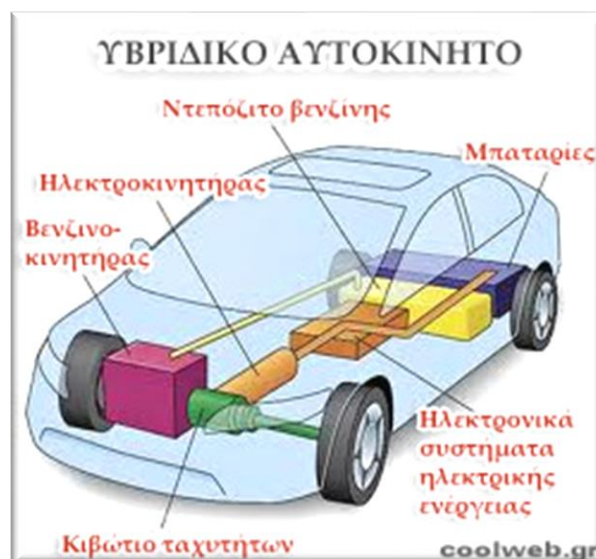 ΥΒΡΙΔΙΚΟ ΑΥΤΟΚΙΝΗΤΟ
Ντεπόζιτο βενζίνης
Μπαταρίες
Ηλεκτροκινητήρας
Βενζινο-
κινητήρας
Ηλεκτρονικά
συστήματα
ηλεκτρικής
ενέργειας
Κιβώτιο ταχυτήτων
coolweb.gr